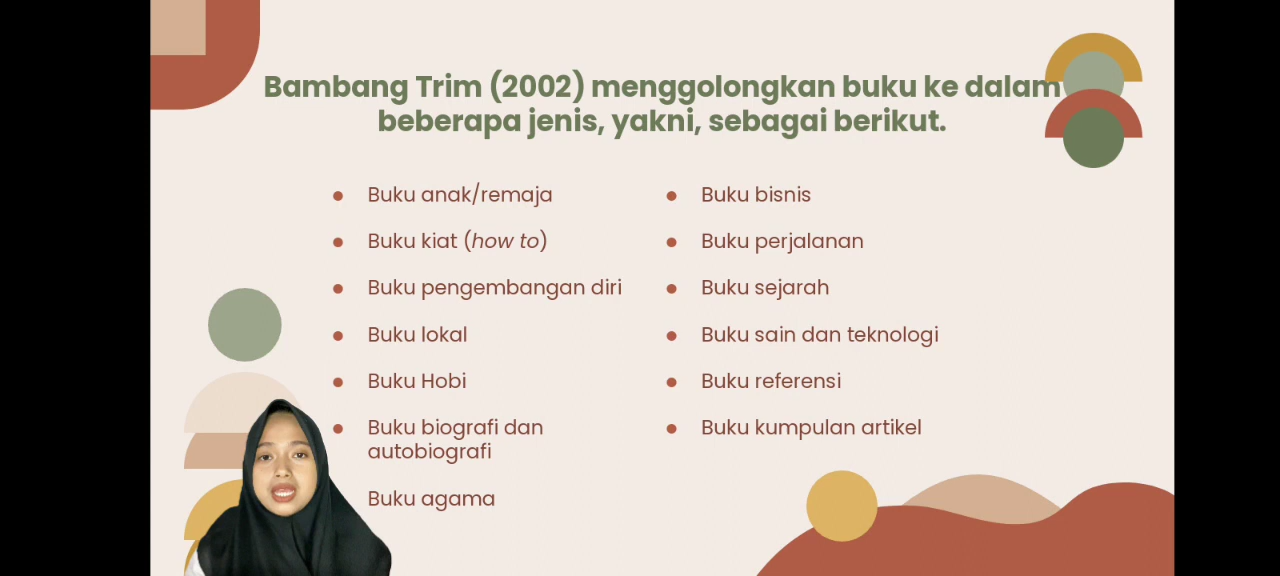 Bambang Trim (2002) menggolongkan buku ke dalam
beberapa jenis, yakni, sebagai berikut.
Buku anak/remaja
Buku kiat (how to)
Buku pengembangan diri
Buku lokal
Buku Hobi
Buku biografi dan
autobiografi
Buku agama
Buku bisnis
Buku perjalanan
Buku sejarah
Buku sain dan teknologi
Buku referensi
Buku kumpulan artikel